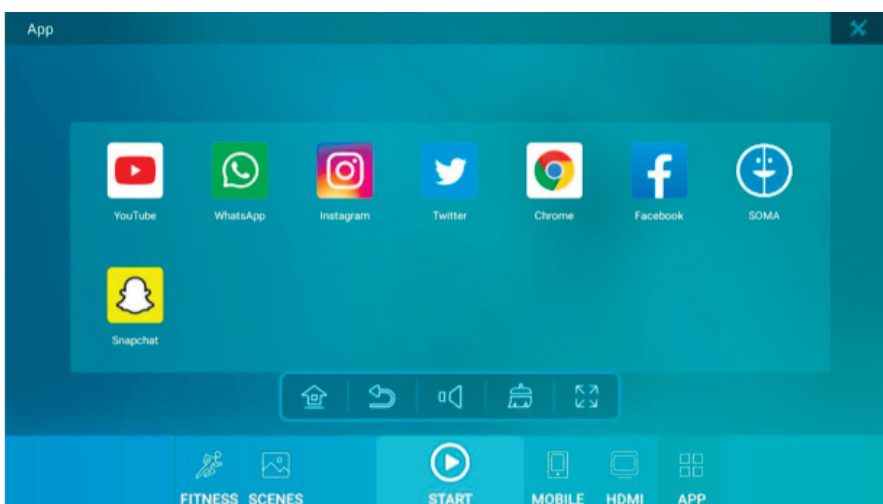 App
YouTube WhatsApp Instagram Twitter Chrome Facebook SOMA
Snapchat
FITNESS SCENES START MOBILE HDMI APP